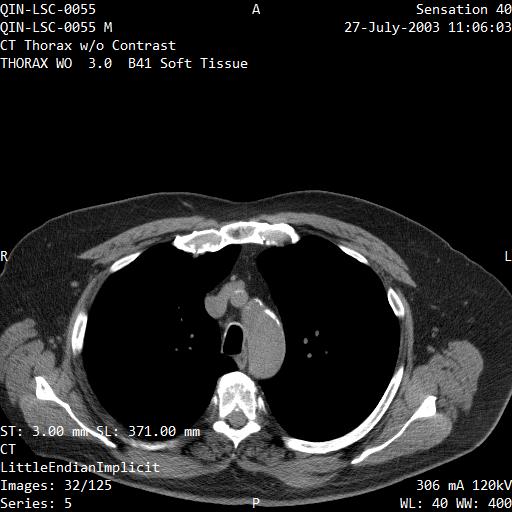 QIN-LSC-0055 A Sensation 40
QIN-LSC-0055 M 27-July-2003 11:06:03
CT Thorax w/o Contrast
THORAX WO 3.0 B41 Soft Tissue
R L
ST: 3.00 mm SL: 371.00 mm
CT
LittleEndianImplicit
Images: 32/125 306 mA 120kV
Series: 5 P WL: 40 WW: 400